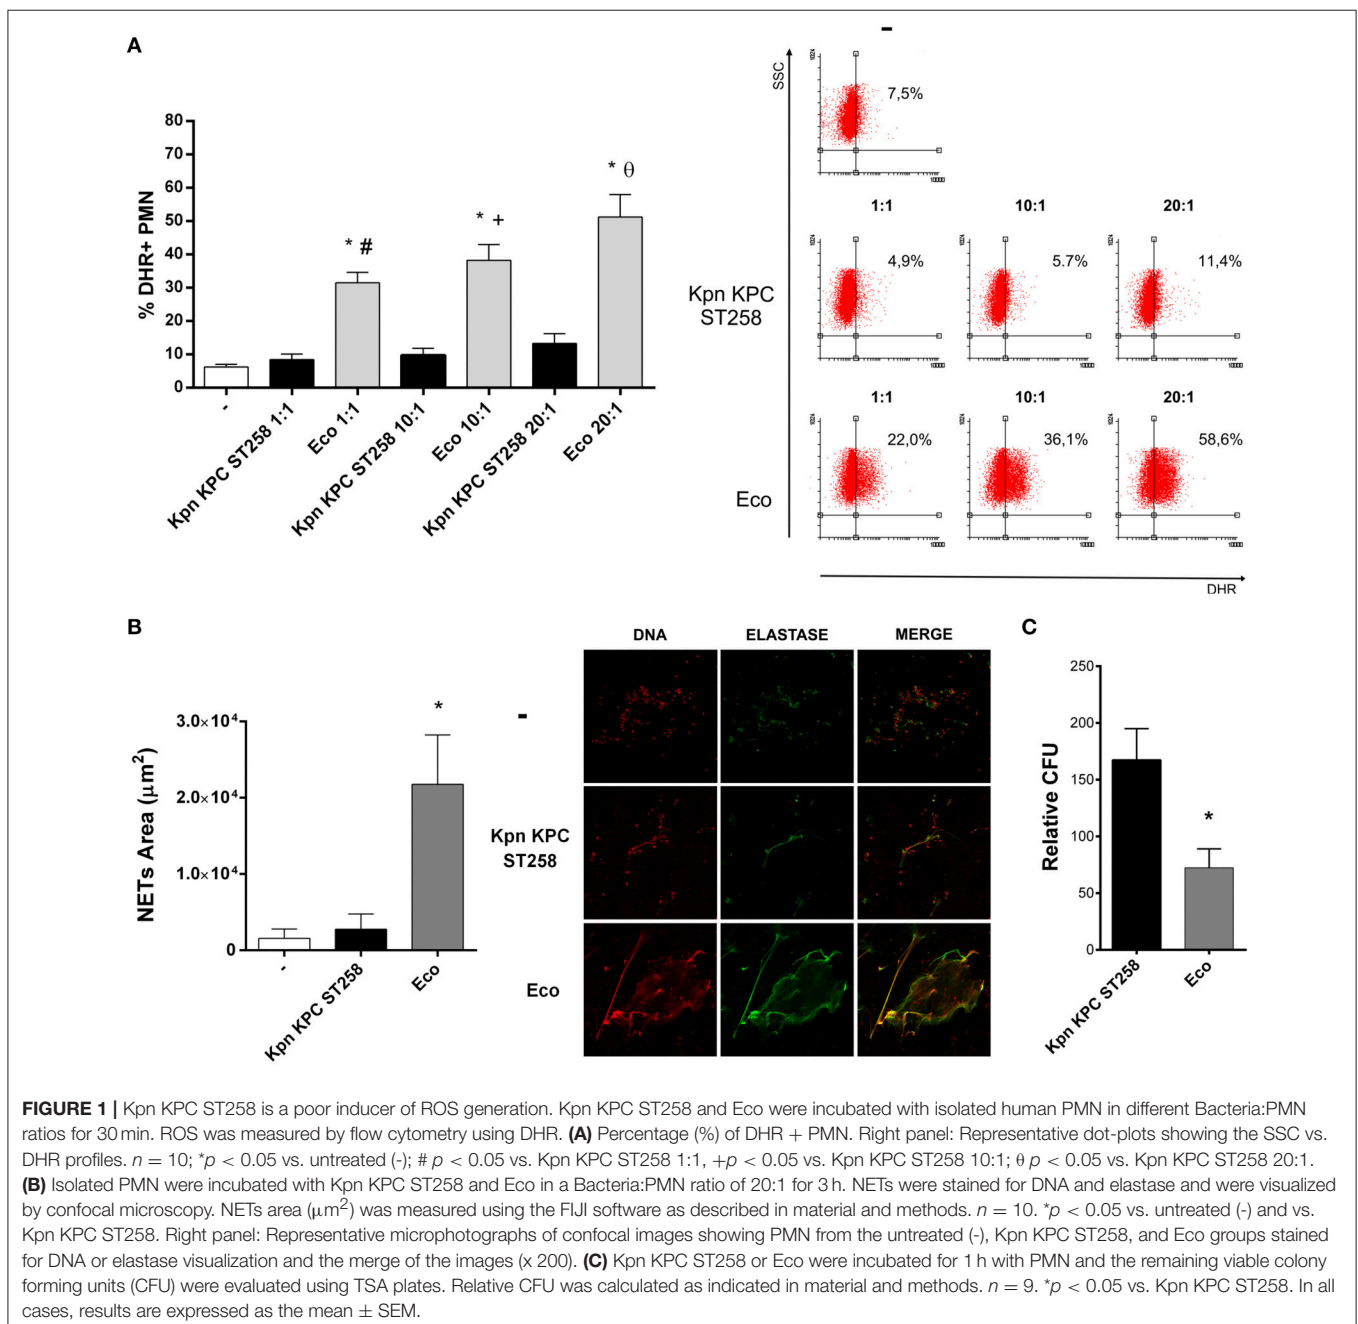 A
% DHR+ PMN
80
70
60
50
40
30
20
10
0
* #
* +
* θ
-
Kpn KPC ST258 1:1
Eco 1:1
Kpn KPC ST258 10:1
Eco 10:1
Kpn KPC ST258 20:1
Eco 20:1
-
SSC
1024
7,5%
10000
1:1
10:1
20:1
Kpn KPC
ST258
1024
4,9%
10000
1024
5.7%
10000
1024
11,4%
10000
1:1
10:1
20:1
Eco
1024
22,0%
10000
1024
36,1%
10000
1024
58,6%
10000
DHR
B
NETs Area (μm²)
3.0×10⁴
2.0×10⁴
1.0×10⁴
0
*
-
Kpn KPC ST258
Eco
DNA
ELASTASE
MERGE
-
Kpn KPC
ST258
Eco
C
Relative CFU
250
200
150
100
50
0
*
Kpn KPC ST258
Eco
FIGURE 1 | Kpn KPC ST258 is a poor inducer of ROS generation. Kpn KPC ST258 and Eco were incubated with isolated human PMN in different Bacteria:PMN
ratios for 30 min. ROS was measured by flow cytometry using DHR. (A) Percentage (%) of DHR + PMN. Right panel: Representative dot-plots showing the SSC vs.
DHR profiles. n = 10; *p < 0.05 vs. untreated (-); # p < 0.05 vs. Kpn KPC ST258 1:1, +p < 0.05 vs. Kpn KPC ST258 10:1; θ p < 0.05 vs. Kpn KPC ST258 20:1.
(B) Isolated PMN were incubated with Kpn KPC ST258 and Eco in a Bacteria:PMN ratio of 20:1 for 3 h. NETs were stained for DNA and elastase and were visualized
by confocal microscopy. NETs area (μm²) was measured using the FIJI software as described in material and methods. n = 10. *p < 0.05 vs. untreated (-) and vs.
Kpn KPC ST258. Right panel: Representative microphotographs of confocal images showing PMN from the untreated (-), Kpn KPC ST258, and Eco groups stained
for DNA or elastase visualization and the merge of the images (x 200). (C) Kpn KPC ST258 or Eco were incubated for 1 h with PMN and the remaining viable colony
forming units (CFU) were evaluated using TSA plates. Relative CFU was calculated as indicated in material and methods. n = 9. *p < 0.05 vs. Kpn KPC ST258. In all
cases, results are expressed as the mean ± SEM.